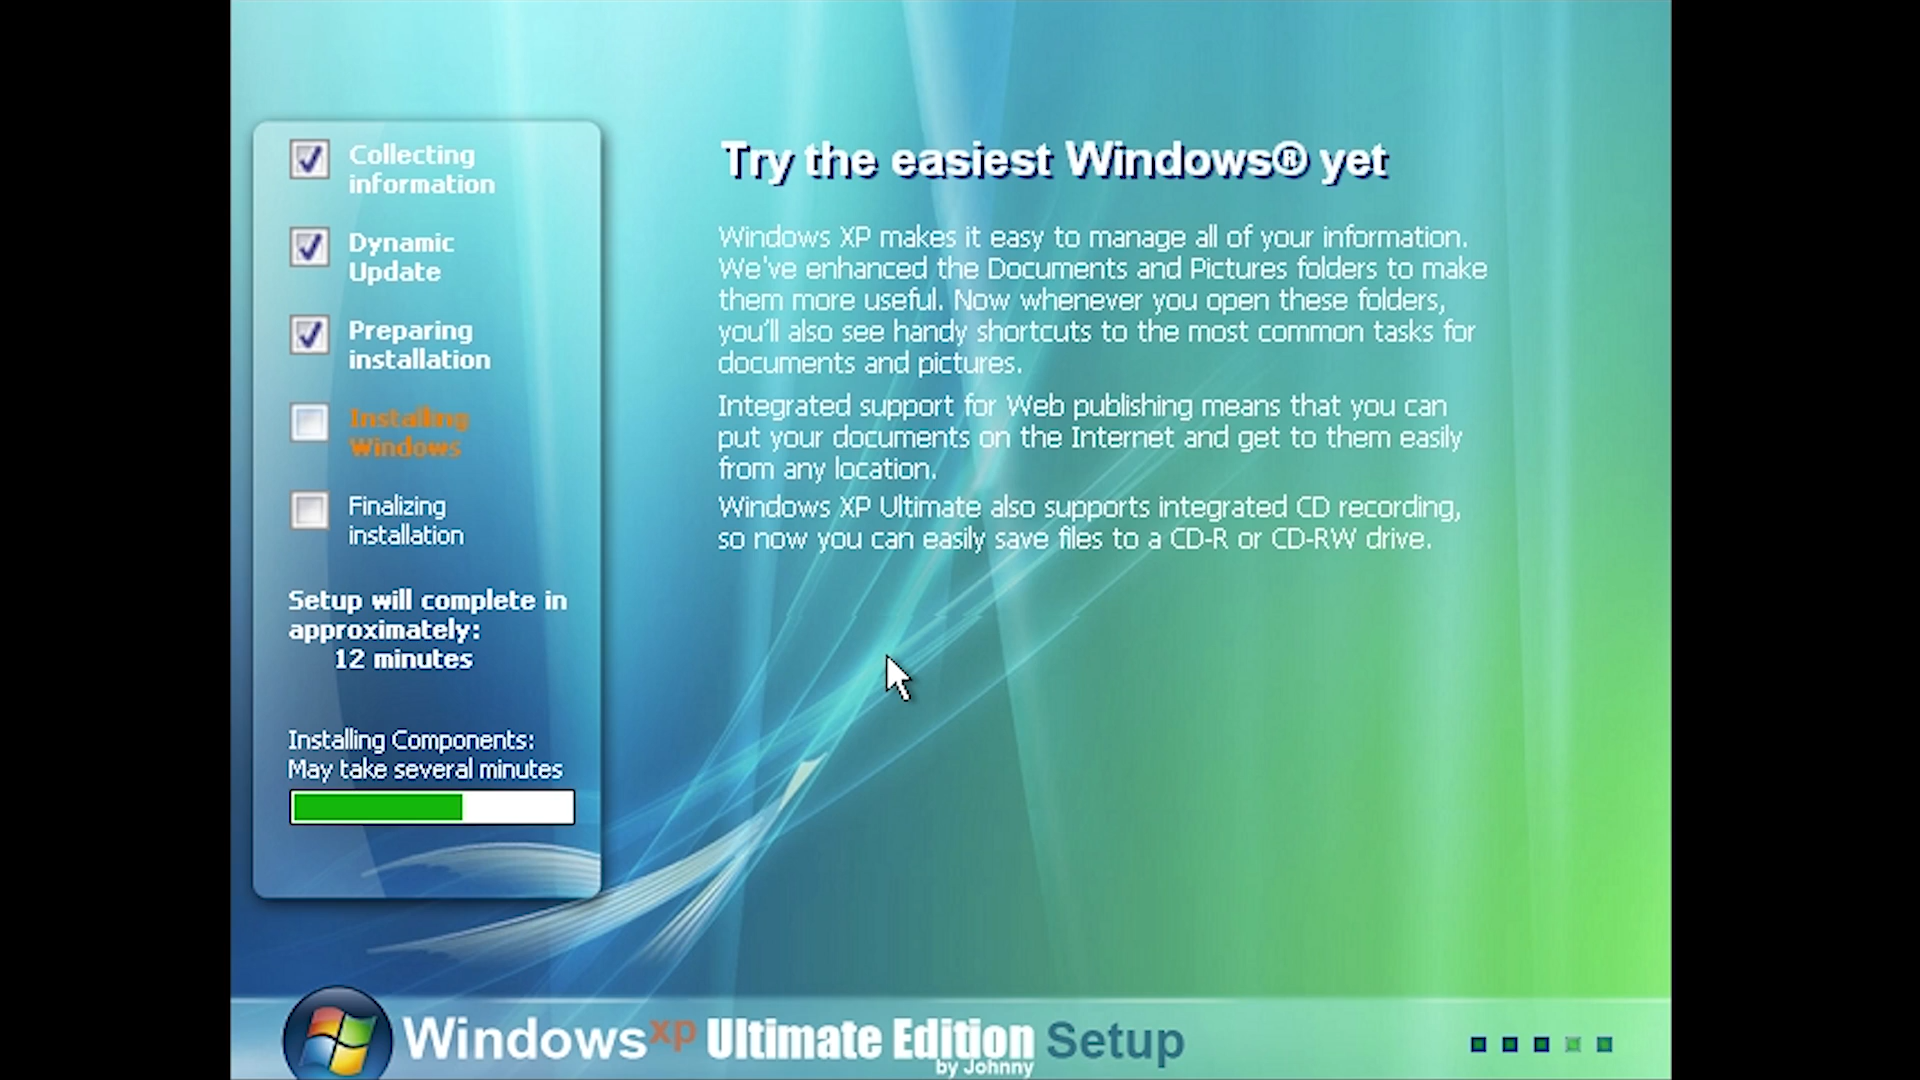 Collecting
information
Dynamic
Update
Preparing
installation
Installing
Windows
Finalizing
installation
Setup will complete in
approximately:
12 minutes
Installing Components:
May take several minutes
Try the easiest Windows® yet
Windows XP makes it easy to manage all of your information.
We've enhanced the Documents and Pictures folders to make
them more useful. Now whenever you open these folders,
you'll also see handy shortcuts to the most common tasks for
documents and pictures.
Integrated support for Web publishing means that you can
put your documents on the Internet and get to them easily
from any location.
Windows XP Ultimate also supports integrated CD recording,
so now you can easily save files to a CD-R or CD-RW drive.
Windows xp Ultimate Edition Setup
by Johnny